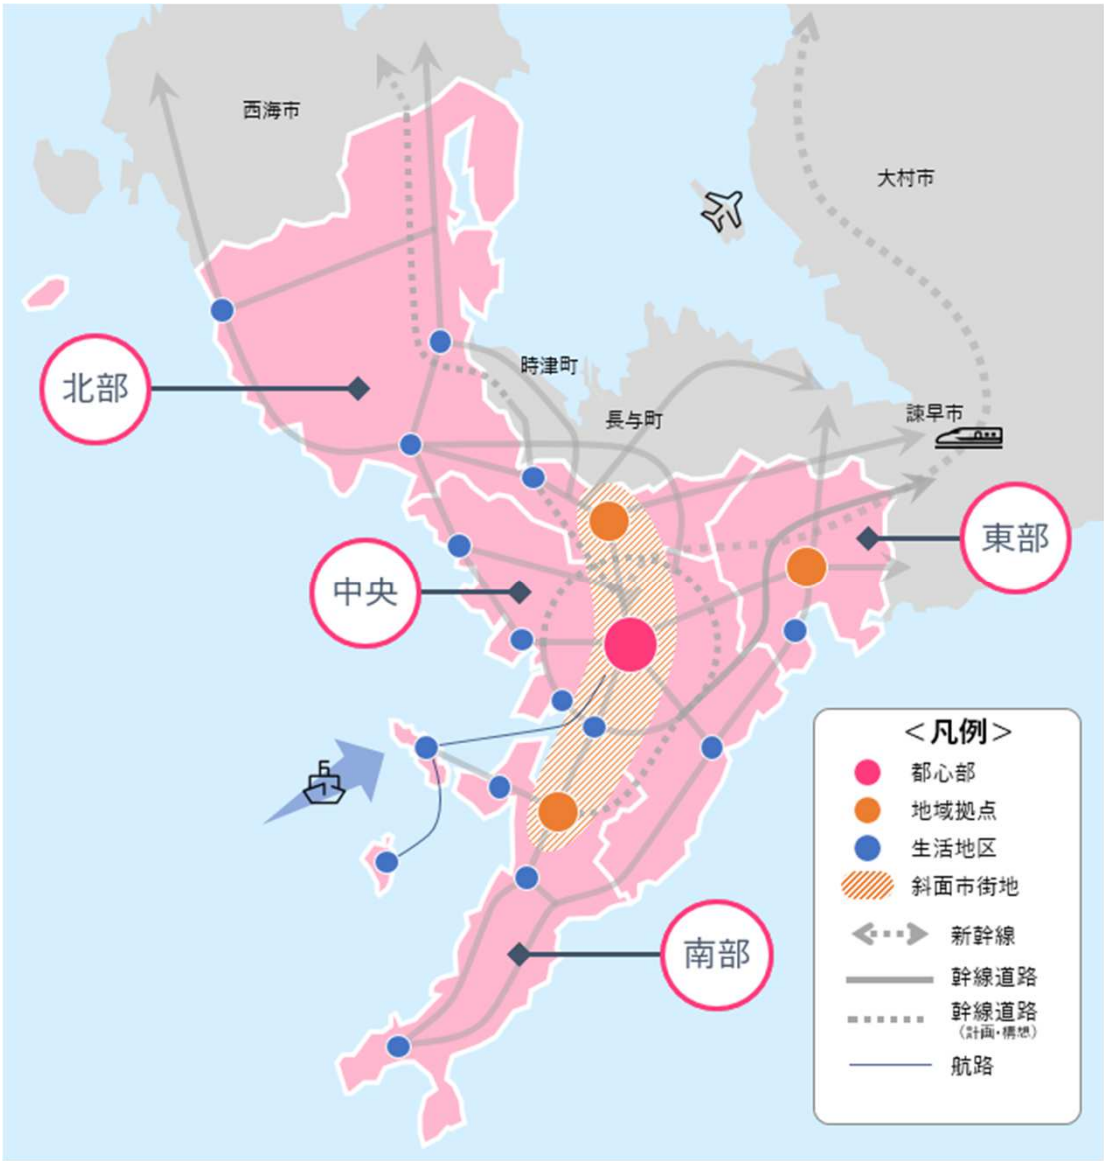 西海市
大村市
時津町
北部
長与町
諫早市
東部
中央
<凡例>
都心部
地域拠点
生活地区
斜面市街地
南部
新幹線
幹線道路
幹線道路
(計画・構想)
航路